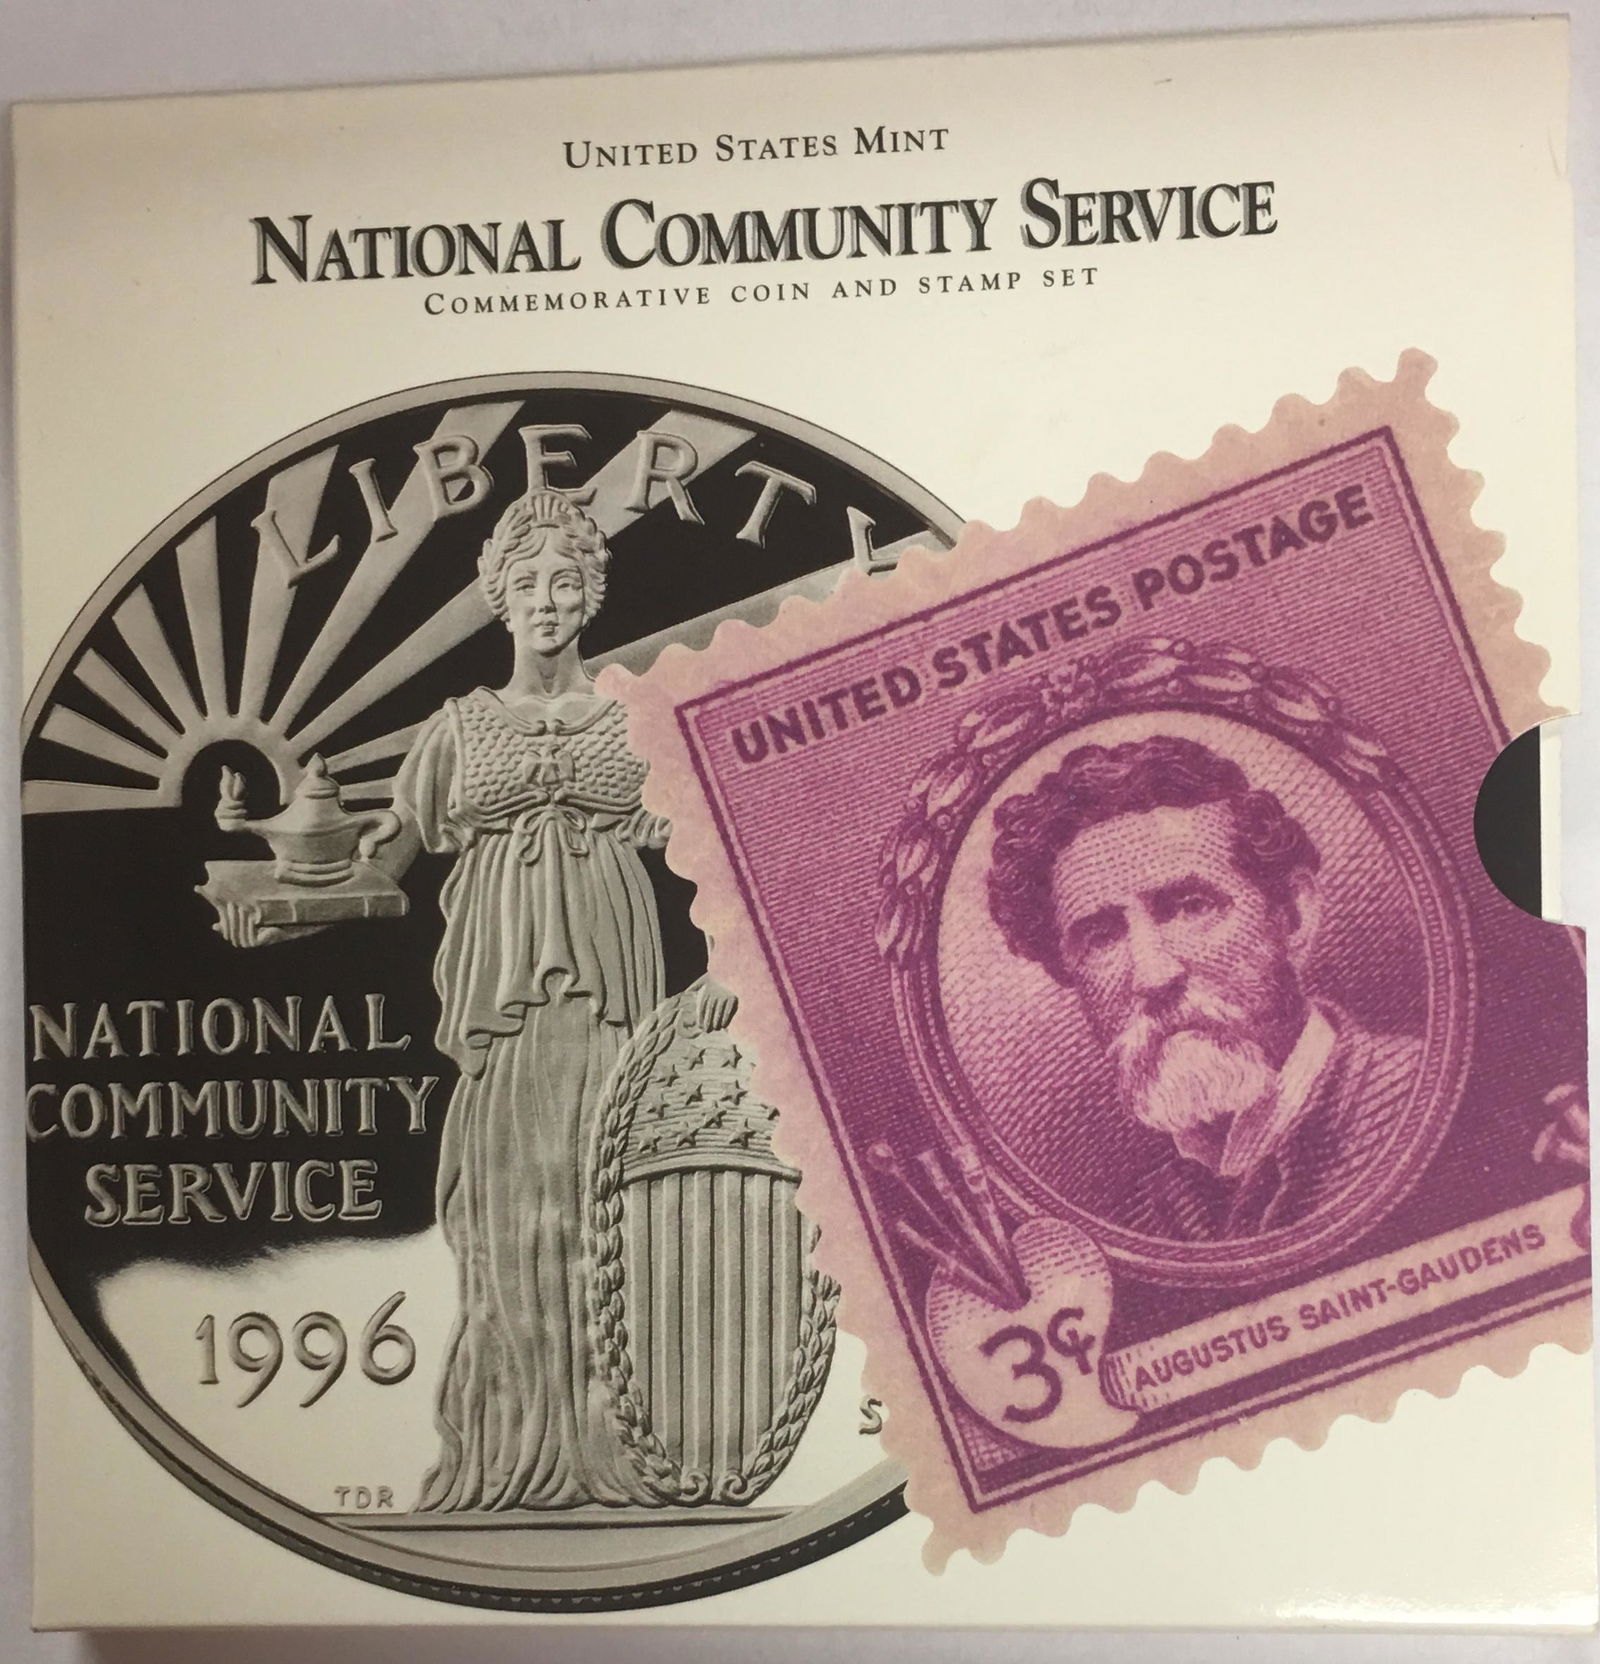 UNITED STATES MINT
NATIONAL COMMUNITY SERVICE
COMMEMORATIVE COIN AND STAMP SET
LIBERTY
UNITED STATES POSTAGE
NATIONAL
COMMUNITY
SERVICE
1996
S
TDR
3¢
AUGUSTUS SAINT-GAUDENS